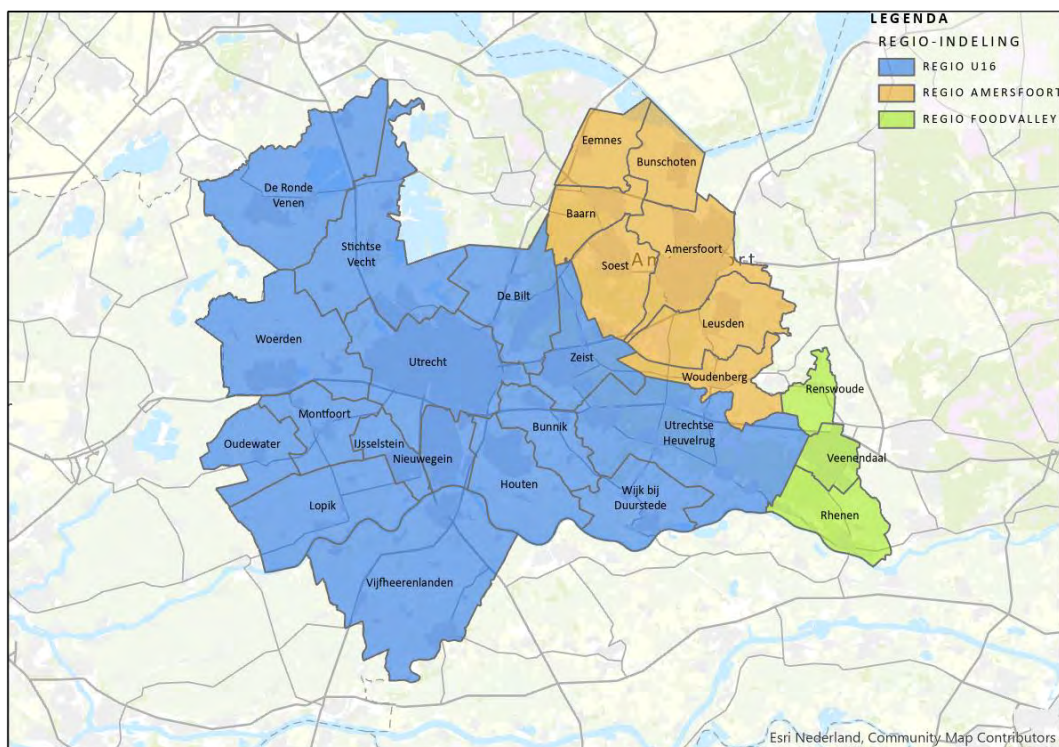 LEGENDA
REGIO-INDELING
REGIO U16
REGIO AMERSFOORT
REGIO FOODVALLEY
Eemnes
Bunschoten
De Ronde
Venen
Baarn
Stichtse
Vecht
Amersfoort
Soest
De Bilt
Leusden
Woerden
Utrecht
Zeist
Woudenberg
Renswoude
Montfoort
Bunnik
Utrechtse
Heuvelrug
Oudewater
IJsselstein
Nieuwegein
Veenendaal
Houten
Wijk bij
Duurstede
Lopik
Rhenen
Vijfheerenlanden
Esri Nederland, Community Map Contributors